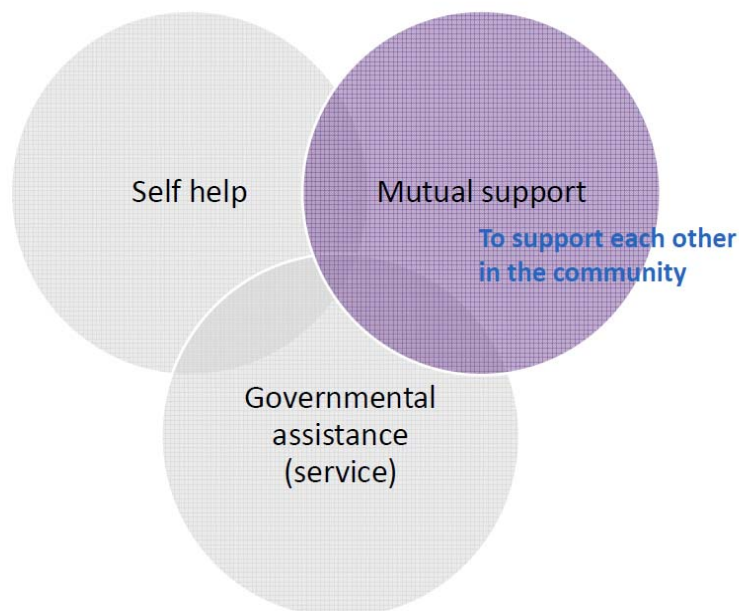 Self help
Mutual support
To support each other
in the community
Governmental
assistance
(service)